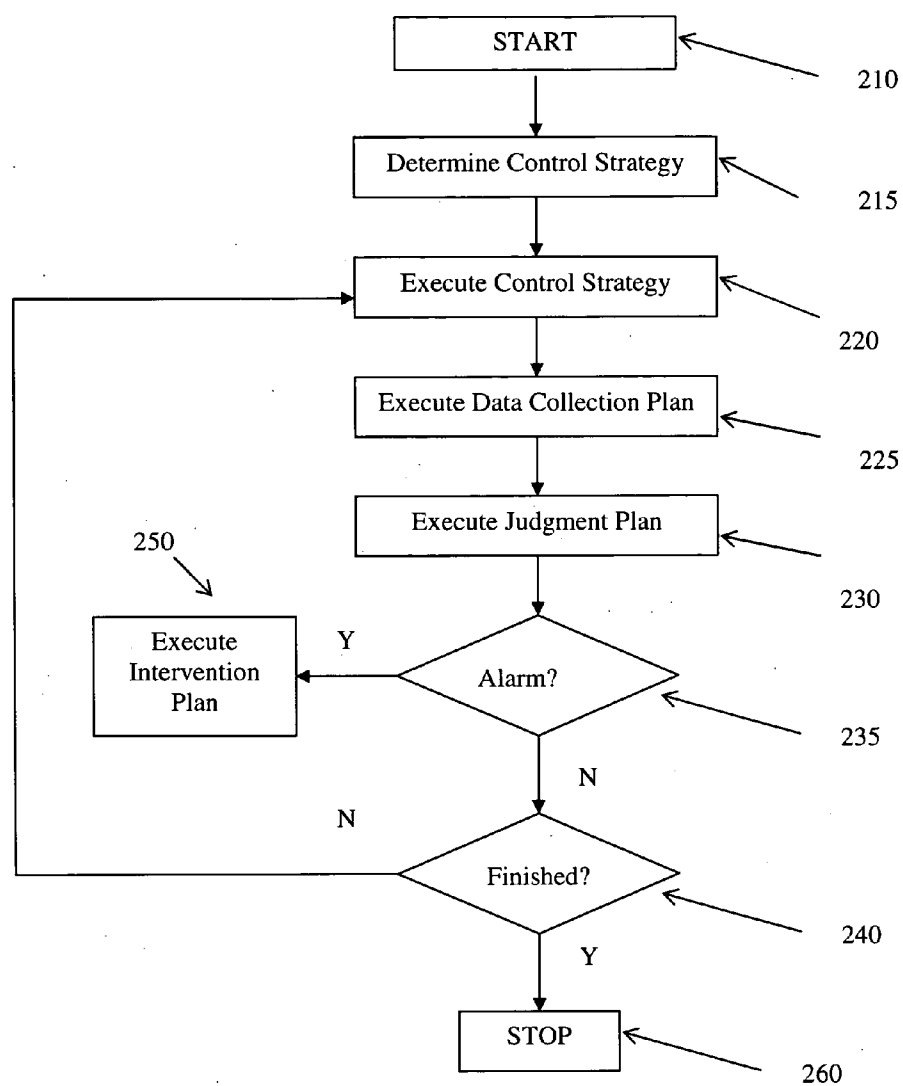 START
210
Determine Control Strategy
215
Execute Control Strategy
220
Execute Data Collection Plan
225
Execute Judgment Plan
230
250
Execute
Intervention
Plan
Y
Alarm?
235
N
N
Finished?
240
Y
STOP
260